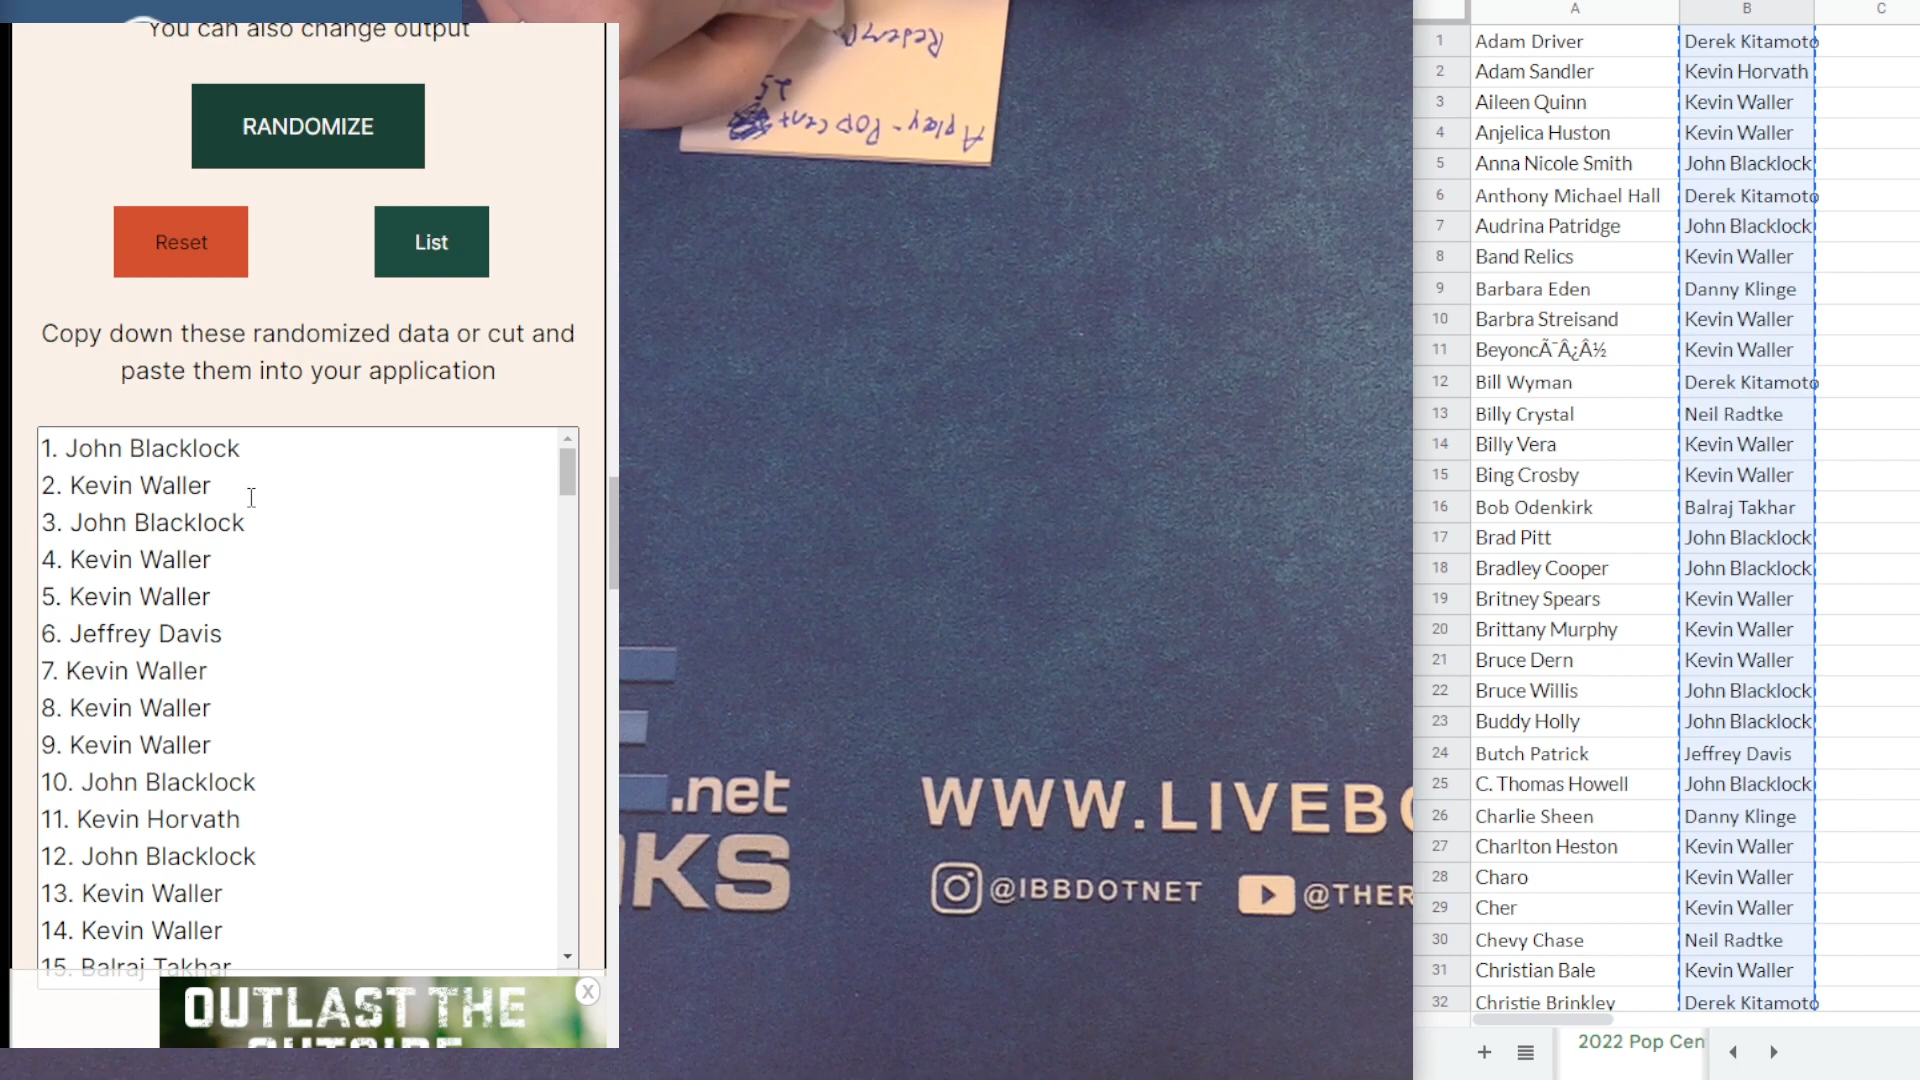 You can also change output
RANDOMIZE
Reset
List
Copy down these randomized data or cut and
paste them into your application
1. John Blacklock
2. Kevin Waller
3. John Blacklock
4. Kevin Waller
5. Kevin Waller
6. Jeffrey Davis
7. Kevin Waller
8. Kevin Waller
9. Kevin Waller
10. John Blacklock
11. Kevin Horvath
12. John Blacklock
13. Kevin Waller
14. Kevin Waller
15. Balraj Takhar
OUTLAST THE
OUTSIDE
X
Apley - Pop Cent
25
.net
KS
WWW.LIVEB
@IBBDOTNET
@THER
A B C
1 Adam Driver Derek Kitamoto
2 Adam Sandler Kevin Horvath
3 Aileen Quinn Kevin Waller
4 Anjelica Huston Kevin Waller
5 Anna Nicole Smith John Blacklock
6 Anthony Michael Hall Derek Kitamoto
7 Audrina Patridge John Blacklock
8 Band Relics Kevin Waller
9 Barbara Eden Danny Klinge
10 Barbra Streisand Kevin Waller
11 BeyoncÃ¯Â¿Â½ Kevin Waller
12 Bill Wyman Derek Kitamoto
13 Billy Crystal Neil Radtke
14 Billy Vera Kevin Waller
15 Bing Crosby Kevin Waller
16 Bob Odenkirk Balraj Takhar
17 Brad Pitt John Blacklock
18 Bradley Cooper John Blacklock
19 Britney Spears Kevin Waller
20 Brittany Murphy Kevin Waller
21 Bruce Dern Kevin Waller
22 Bruce Willis John Blacklock
23 Buddy Holly John Blacklock
24 Butch Patrick Jeffrey Davis
25 C. Thomas Howell John Blacklock
26 Charlie Sheen Danny Klinge
27 Charlton Heston Kevin Waller
28 Charo Kevin Waller
29 Cher Kevin Waller
30 Chevy Chase Neil Radtke
31 Christian Bale Kevin Waller
32 Christie Brinkley Derek Kitamoto
2022 Pop Cen